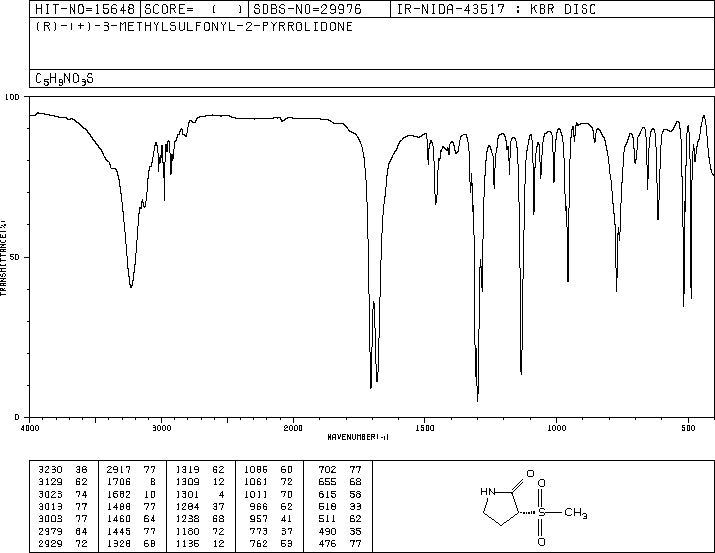 HIT-NO=15648 SCORE= ( ) SDBS-NO=29976 IR-NIDA-43517 : KBR DISC
(R)-(+)-3-METHYLSULFONYL-2-PYRROLIDONE
C5H9NO3S
100
50
0
TRANSMITTANCE(%)
4000 3000 2000 1500 1000 500
WAVENUMBER(-1)
3230 38 2917 77 1319 62 1086 60 702 77
3129 62 1706 8 1309 12 1061 72 655 68
3023 74 1682 10 1301 4 1011 70 615 58
3013 77 1488 77 1284 37 966 62 518 33
3003 77 1460 64 1238 68 957 41 511 62
2979 64 1445 77 1180 72 773 37 490 35
2929 72 1328 68 1135 12 762 53 476 77
O
O
HN
S
CH3
O